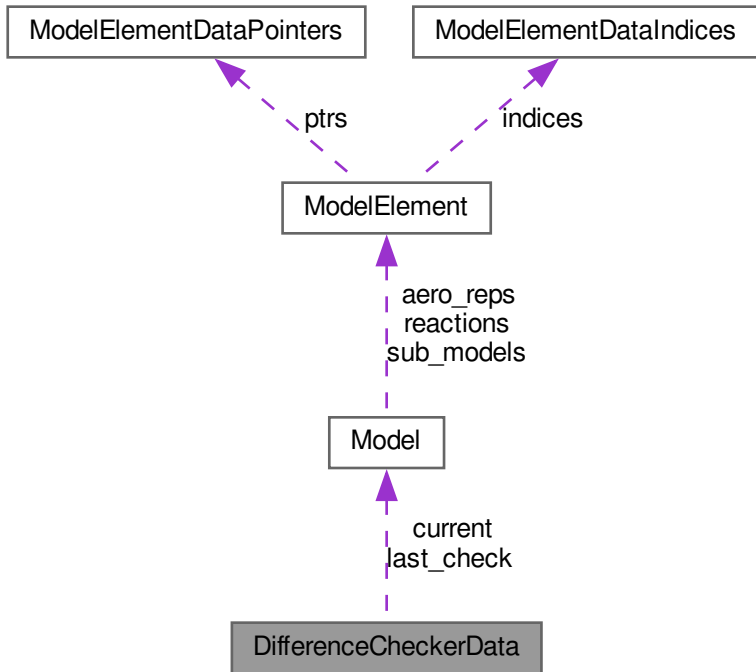 ModelElementDataPointers
ModelElementDataIndices
ptrs
indices
ModelElement
aero_reps
reactions
sub_models
Model
current
last_check
DifferenceCheckerData